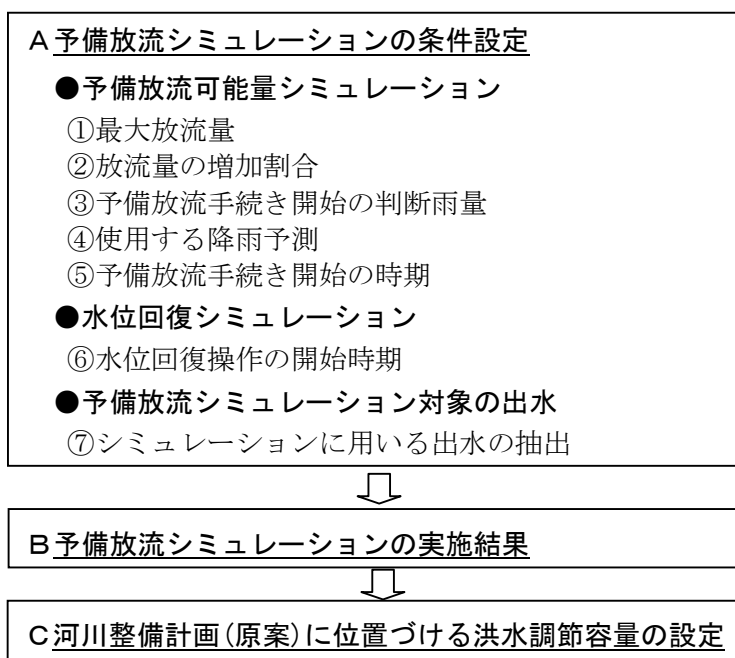 A予備放流シミュレーションの条件設定
●予備放流可能量シミュレーション
①最大放流量
②放流量の増加割合
③予備放流手続き開始の判断雨量
④使用する降雨予測
⑤予備放流手続き開始の時期
●水位回復シミュレーション
⑥水位回復操作の開始時期
●予備放流シミュレーション対象の出水
⑦シミュレーションに用いる出水の抽出
B予備放流シミュレーションの実施結果
C河川整備計画(原案)に位置づける洪水調節容量の設定